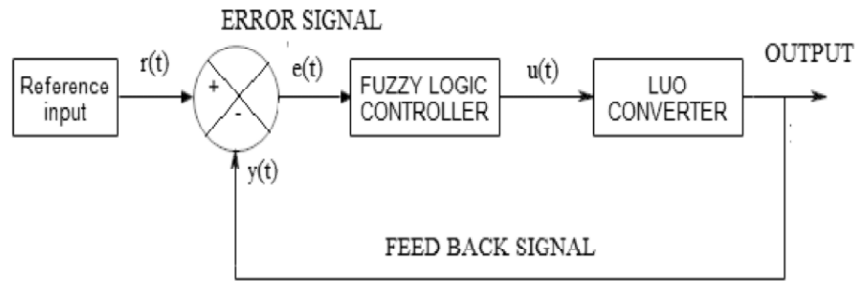 ERROR SIGNAL
OUTPUT
Reference
input
r(t)
+
-
e(t)
FUZZY LOGIC
CONTROLLER
u(t)
LUO
CONVERTER
y(t)
FEED BACK SIGNAL